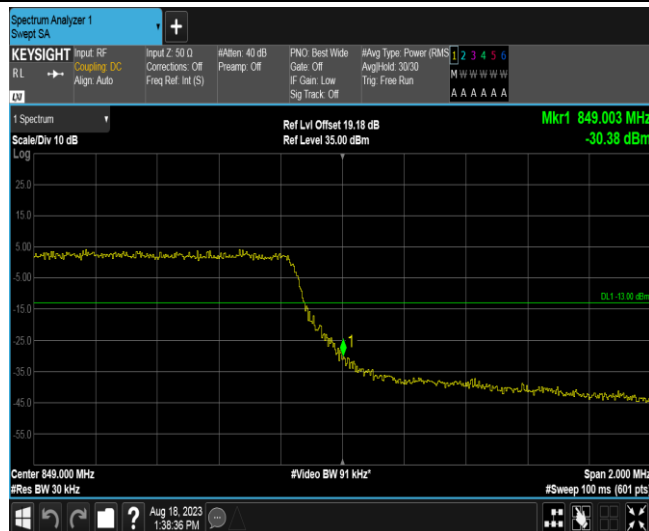 Spectrum Analyzer 1
Swept SA
KEYSIGHT
RL
Input: RF
Coupling: DC
Align: Auto
Input Z: 50 Ω
Corrections: Off
Freq Ref: Int (S)
#Atten: 40 dB
Preamp: Off
PNO: Best Wide
Gate: Off
IF Gain: Low
Sig Track: Off
#Avg Type: Power (RMS
Avg|Hold: 30/30
Trig: Free Run
1 2 3 4 5 6
M W W W W W
A A A A A A
1 Spectrum
Scale/Div 10 dB
Log
Ref Lvl Offset 19.18 dB
Ref Level 35.00 dBm
Mkr1 849.003 MHz
-30.38 dBm
25.0
15.0
5.00
-5.00
-15.0
-25.0
-35.0
-45.0
-55.0
DL1 -13.00 dBm
1
Center 849.000 MHz
#Res BW 30 kHz
#Video BW 91 kHz*
Span 2.000 MHz
#Sweep 100 ms (601 pts)
?
Aug 18, 2023
1:38:36 PM